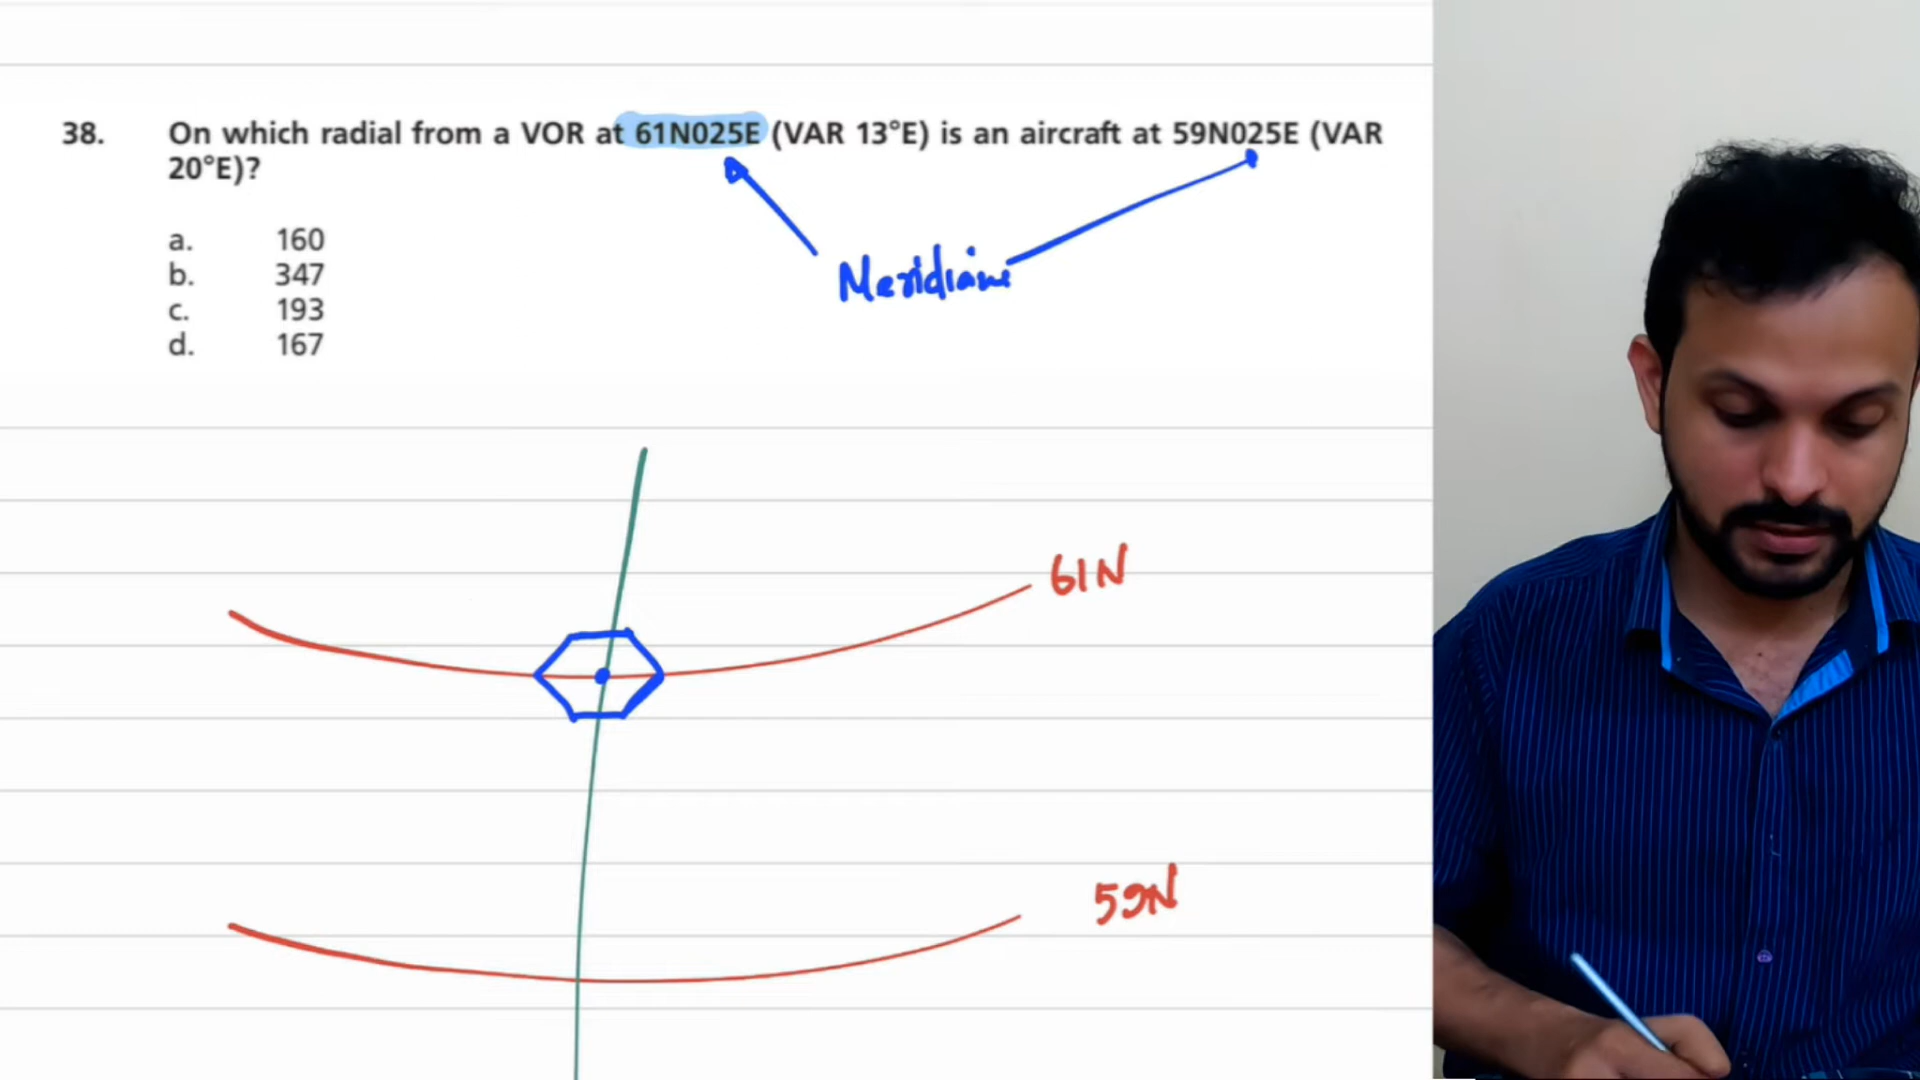 38. On which radial from a VOR at 61N025E (VAR 13°E) is an aircraft at 59N025E (VAR
20°E)?
a. 160
b. 347
c. 193
d. 167
Meridians
61N
59N